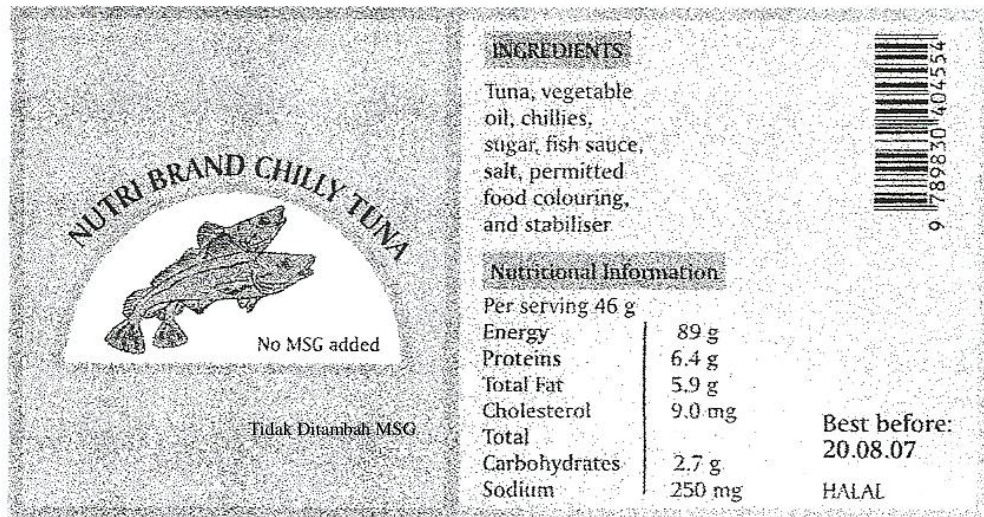 NUTRI BRAND CHILLY TUNA
No MSG added
Tidak Ditambah MSG
INGREDIENTS
Tuna, vegetable
oil, chillies,
sugar, fish sauce,
salt, permitted
food colouring,
and stabiliser
Nutritional Information
Per serving 46 g
Energy 89 g
Proteins 6.4 g
Total Fat 5.9 g
Cholesterol 9.0 mg
Total
Carbohydrates 2.7 g
Sodium 250 mg
9 789830 404554
Best before:
20.08.07
HALAL